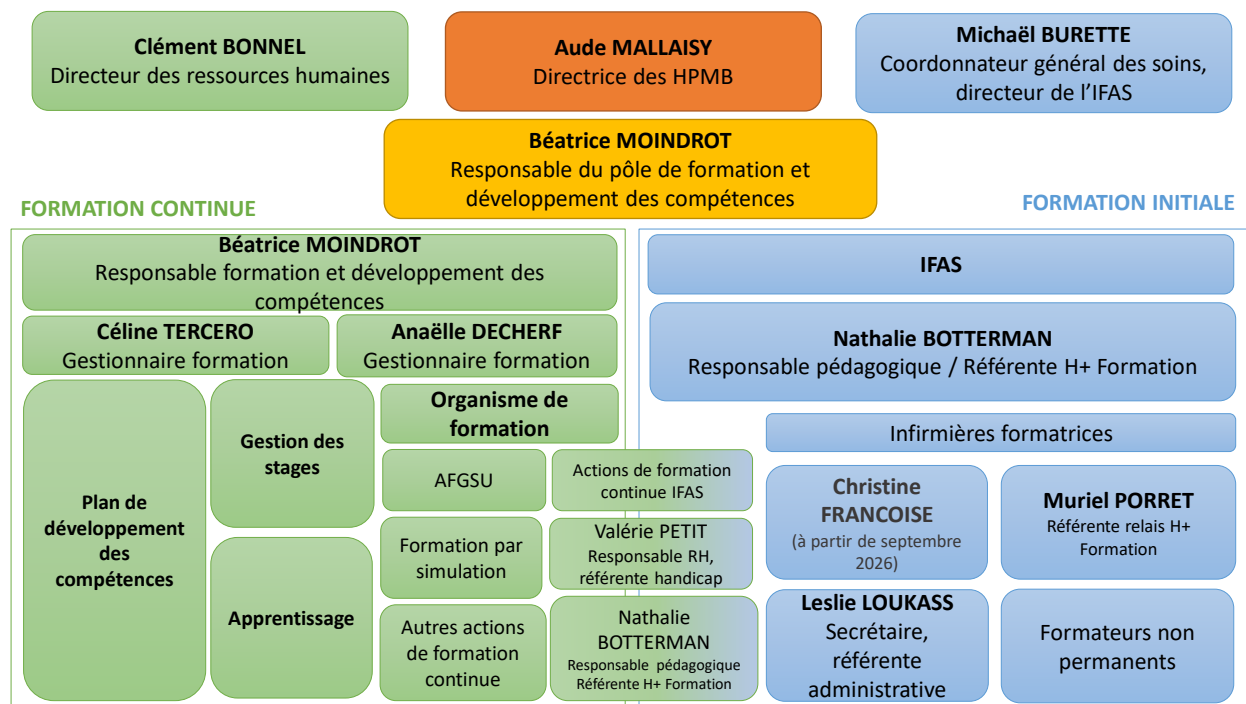 Clément BONNEL
Directeur des ressources humaines
Aude MALLAISY
Directrice des HPMB
Michaël BURETTE
Coordonnateur général des soins,
directeur de l'IFAS
Béatrice MOINDROT
Responsable du pôle de formation et
développement des compétences
FORMATION CONTINUE
FORMATION INITIALE
Béatrice MOINDROT
Responsable formation et développement des
compétences
Céline TERCERO
Gestionnaire formation
Anaëlle DECHERF
Gestionnaire formation
Plan de
développement
des
compétences
Gestion des
stages
Apprentissage
Organisme de
formation
AFGSU
Formation par
simulation
Autres actions
de formation
continue
Actions de formation
continue IFAS
Valérie PETIT
Responsable RH,
référente handicap
Nathalie
BOTTERMAN
Responsable pédagogique
Référente H+ Formation
IFAS
Nathalie BOTTERMAN
Responsable pédagogique / Référente H+ Formation
Infirmières formatrices
Christine
FRANCOISE
(à partir de septembre
2026)
Muriel PORRET
Référente relais H+
Formation
Leslie LOUKASS
Secrétaire,
référente
administrative
Formateurs non
permanents